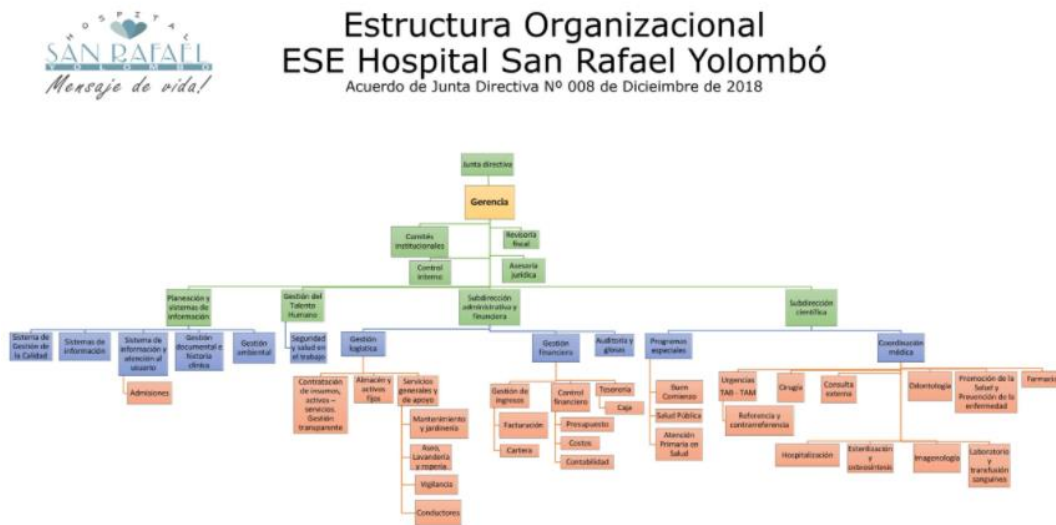 HOSPITAL
SAN RAFAEL
YOLOMBÓ
Mensaje de vida!
Estructura Organizacional
ESE Hospital San Rafael Yolombó
Acuerdo de Junta Directiva Nº 008 de Dicieimbre de 2018
Junta directiva
Gerencia
Comités
institucionales
Revisoría
fiscal
Control
interno
Asesoría
jurídica
Planeación y
sistemas de
información
Gestión del
Talento
Humano
Subdirección
administrativa y
financiera
Subdirección
científica
Sistema de
Gestión de
la Calidad
Sistemas de
información
Sistema de
información y
atención al
usuario
Gestión
documental e
historia
clínica
Gestión
ambiental
Seguridad
y salud en
el trabajo
Gestión
logística
Gestión
financiera
Auditoría y
glosas
Programas
especiales
Coordinación
médica
Admisiones
Contratación
de insumos,
activos –
servicios.
Gestión
transparente
Almacén y
activos
fijos
Servicios
generales y
de apoyo
Mantenimiento
y jardinería
Aseo,
Lavandería
y ropería
Vigilancia
Conductores
Gestión de
ingresos
Facturación
Cartera
Control
financiero
Presupuesto
Costos
Contabilidad
Tesorería
Caja
Buen
Comienzo
Salud Pública
Atención
Primaria en
Salud
Urgencias
TAB - TAM
Referencia y
contrarreferencia
Cirugía
Consulta
externa
Odontología
Promoción de la
Salud y
Prevención de la
enfermedad
Farmacia
Hospitalización
Esterilización y
osteosíntesis
Imagenología
Laboratorio y
transfusión
sanguínea